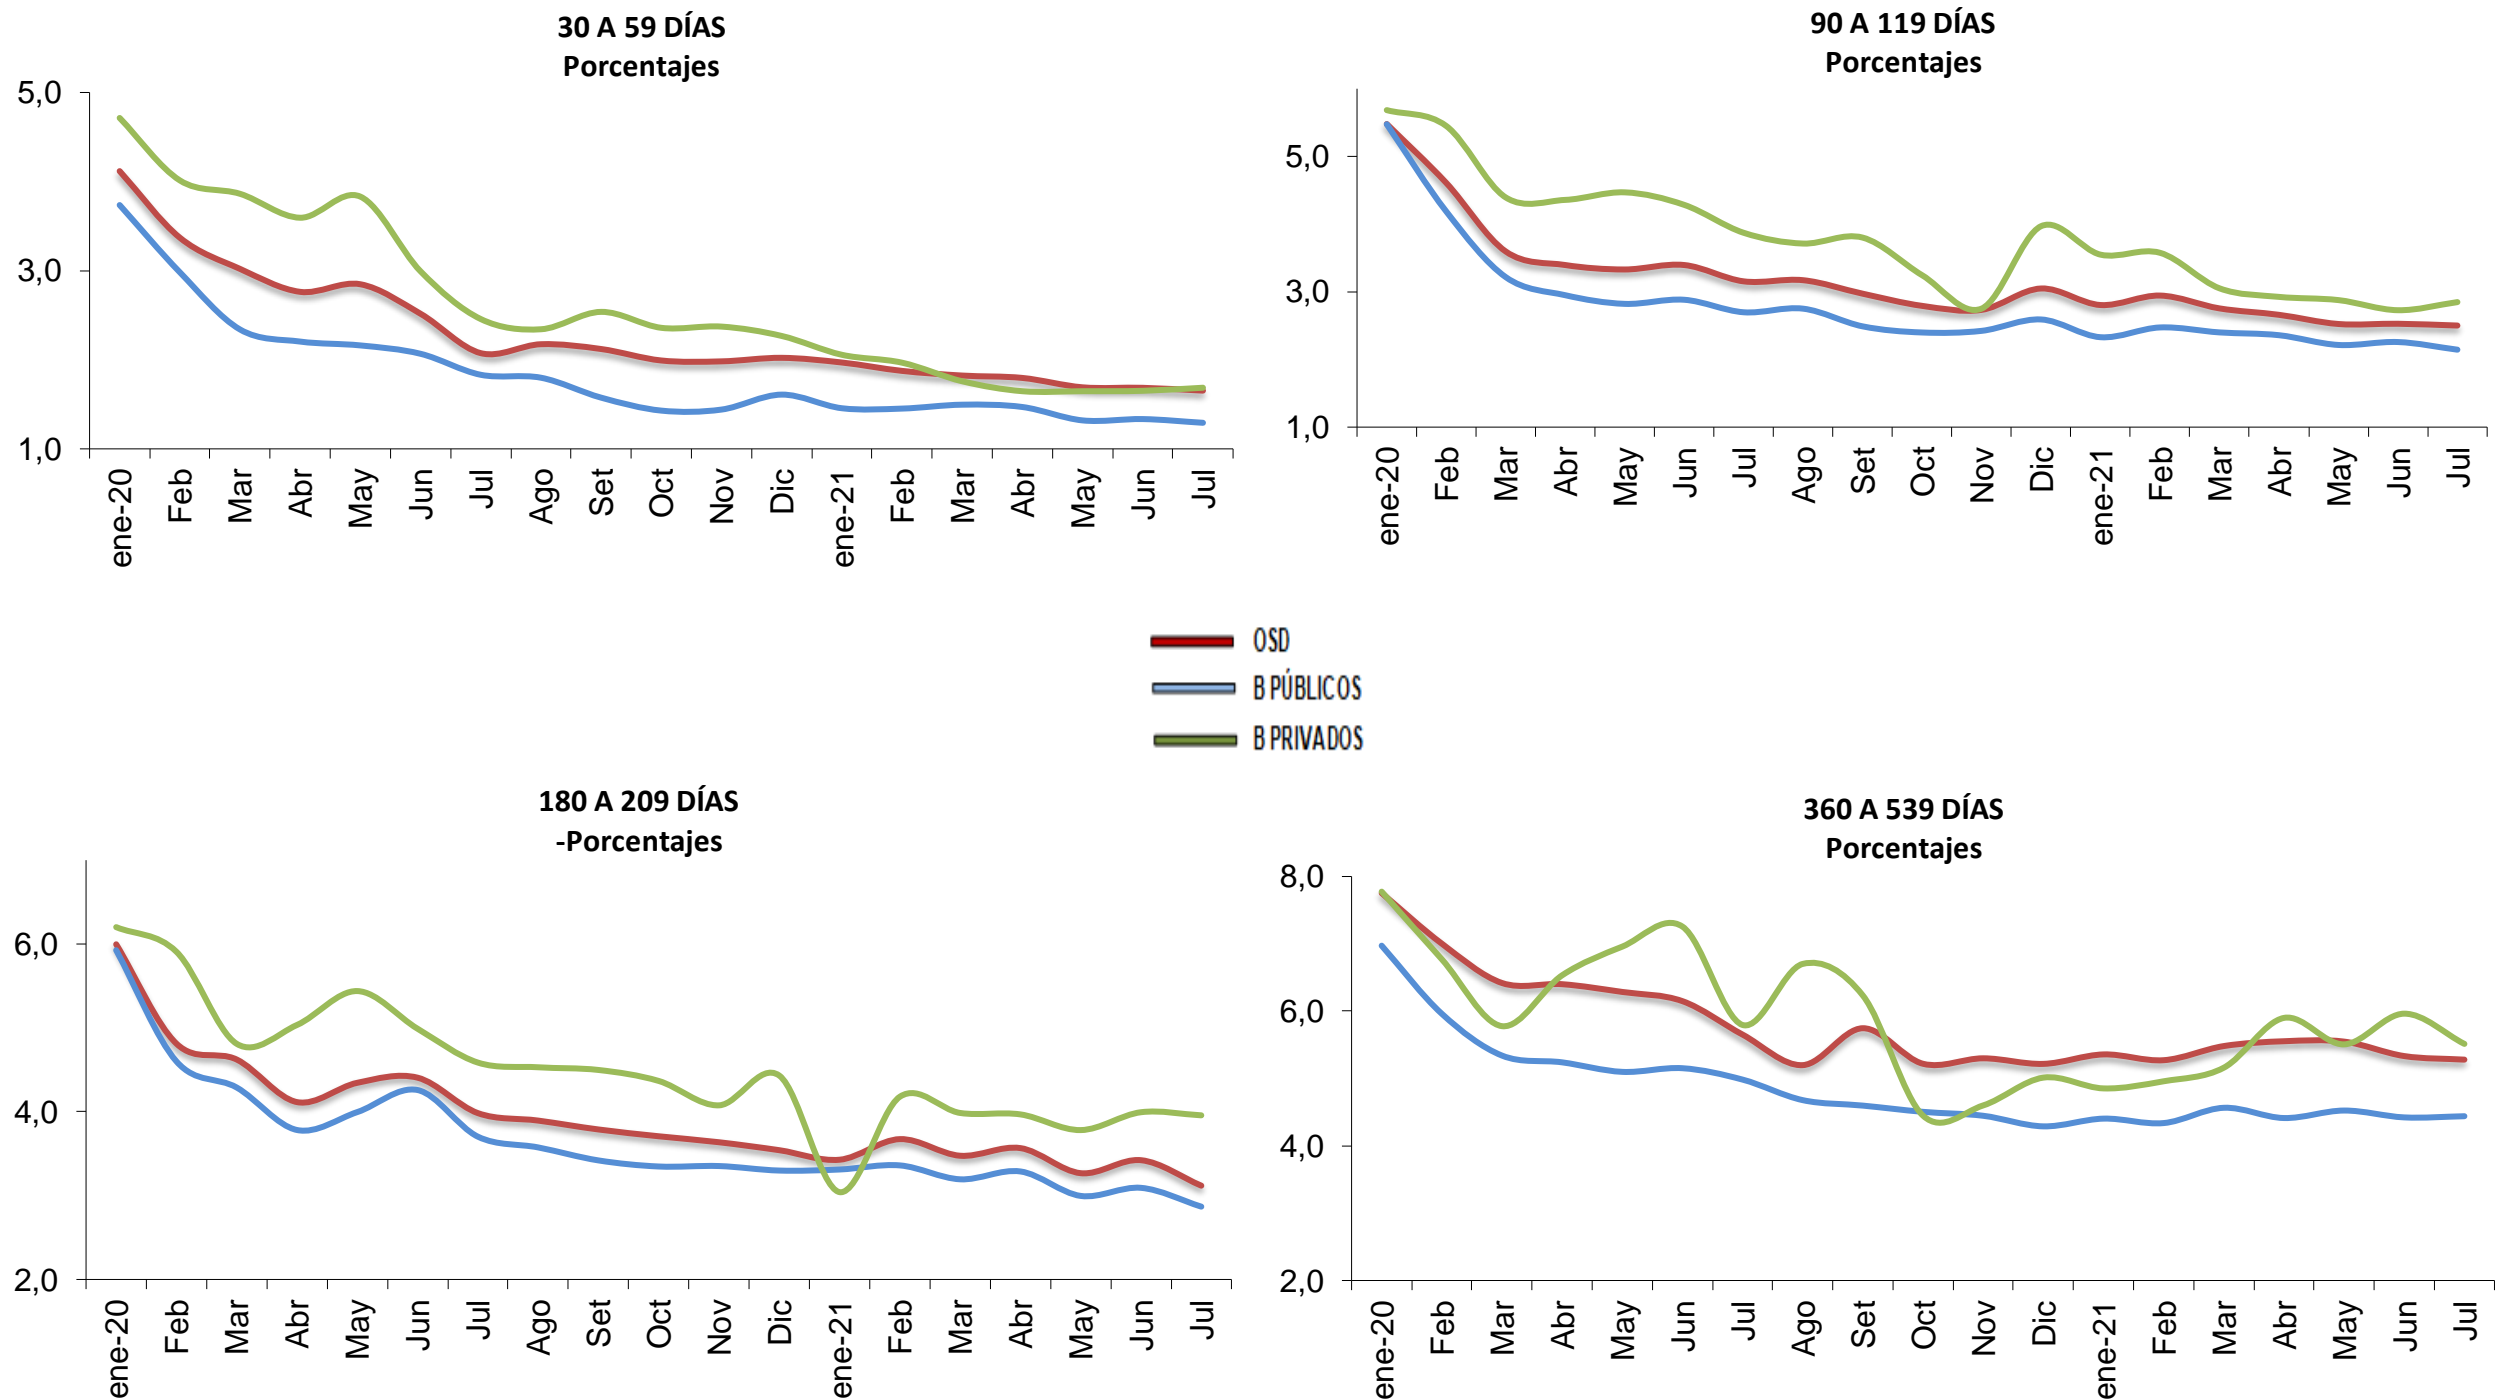 30 A 59 DÍAS
Porcentajes
5,0
3,0
1,0
ene-20 Feb Mar Abr May Jun Jul Ago Set Oct Nov Dic ene-21 Feb Mar Abr May Jun Jul
90 A 119 DÍAS
Porcentajes
5,0
3,0
1,0
ene-20 Feb Mar Abr May Jun Jul Ago Set Oct Nov Dic ene-21 Feb Mar Abr May Jun Jul
OSD
B PÚBLICOS
B PRIVADOS
180 A 209 DÍAS
-Porcentajes
6,0
4,0
2,0
ene-20 Feb Mar Abr May Jun Jul Ago Set Oct Nov Dic ene-21 Feb Mar Abr May Jun Jul
360 A 539 DÍAS
Porcentajes
8,0
6,0
4,0
2,0
ene-20 Feb Mar Abr May Jun Jul Ago Set Oct Nov Dic ene-21 Feb Mar Abr May Jun Jul